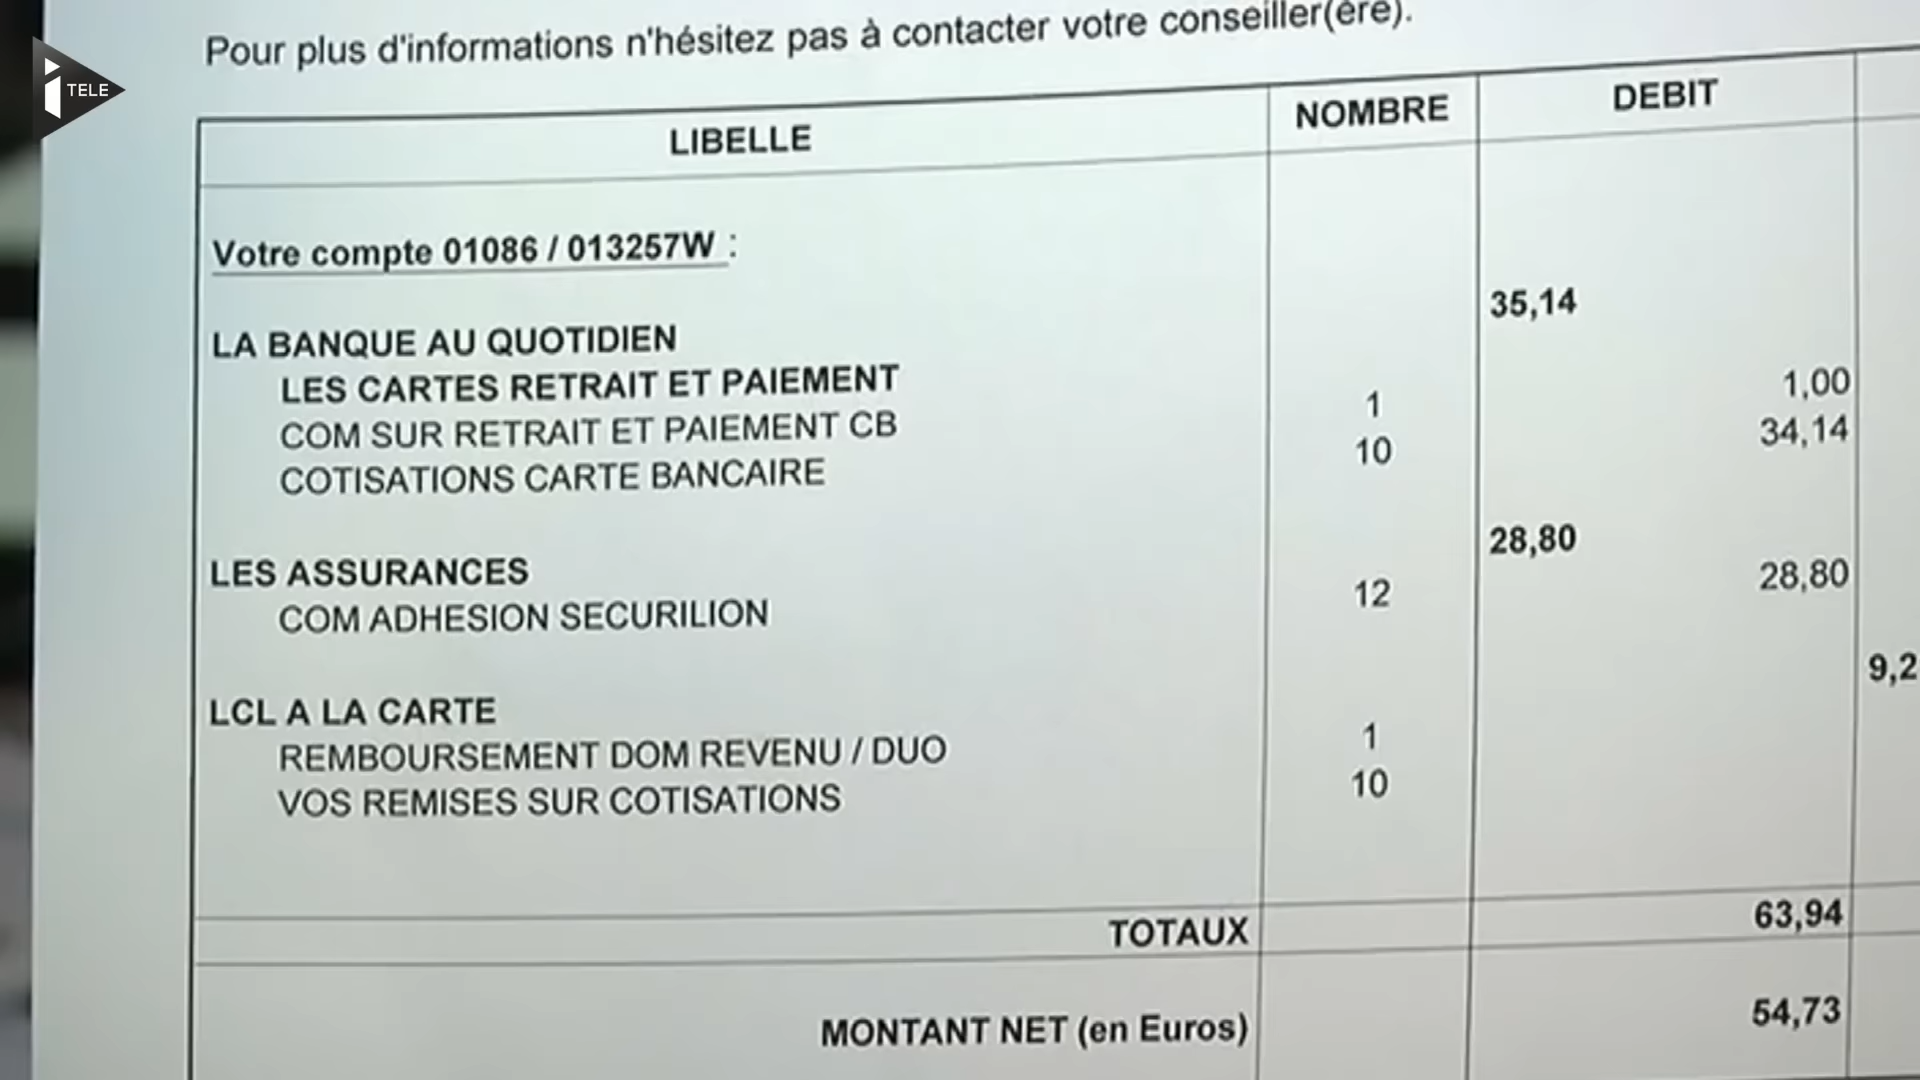 Pour plus d'informations n'hésitez pas à contacter votre conseiller(ère).
i TELE
LIBELLE NOMBRE DEBIT
Votre compte 01086 / 013257W :
LA BANQUE AU QUOTIDIEN 35,14
LES CARTES RETRAIT ET PAIEMENT
COM SUR RETRAIT ET PAIEMENT CB 1 1,00
COTISATIONS CARTE BANCAIRE 10 34,14
LES ASSURANCES 28,80
COM ADHESION SECURILION 12 28,80
LCL A LA CARTE 9,2
REMBOURSEMENT DOM REVENU / DUO 1
VOS REMISES SUR COTISATIONS 10
TOTAUX 63,94
MONTANT NET (en Euros) 54,73